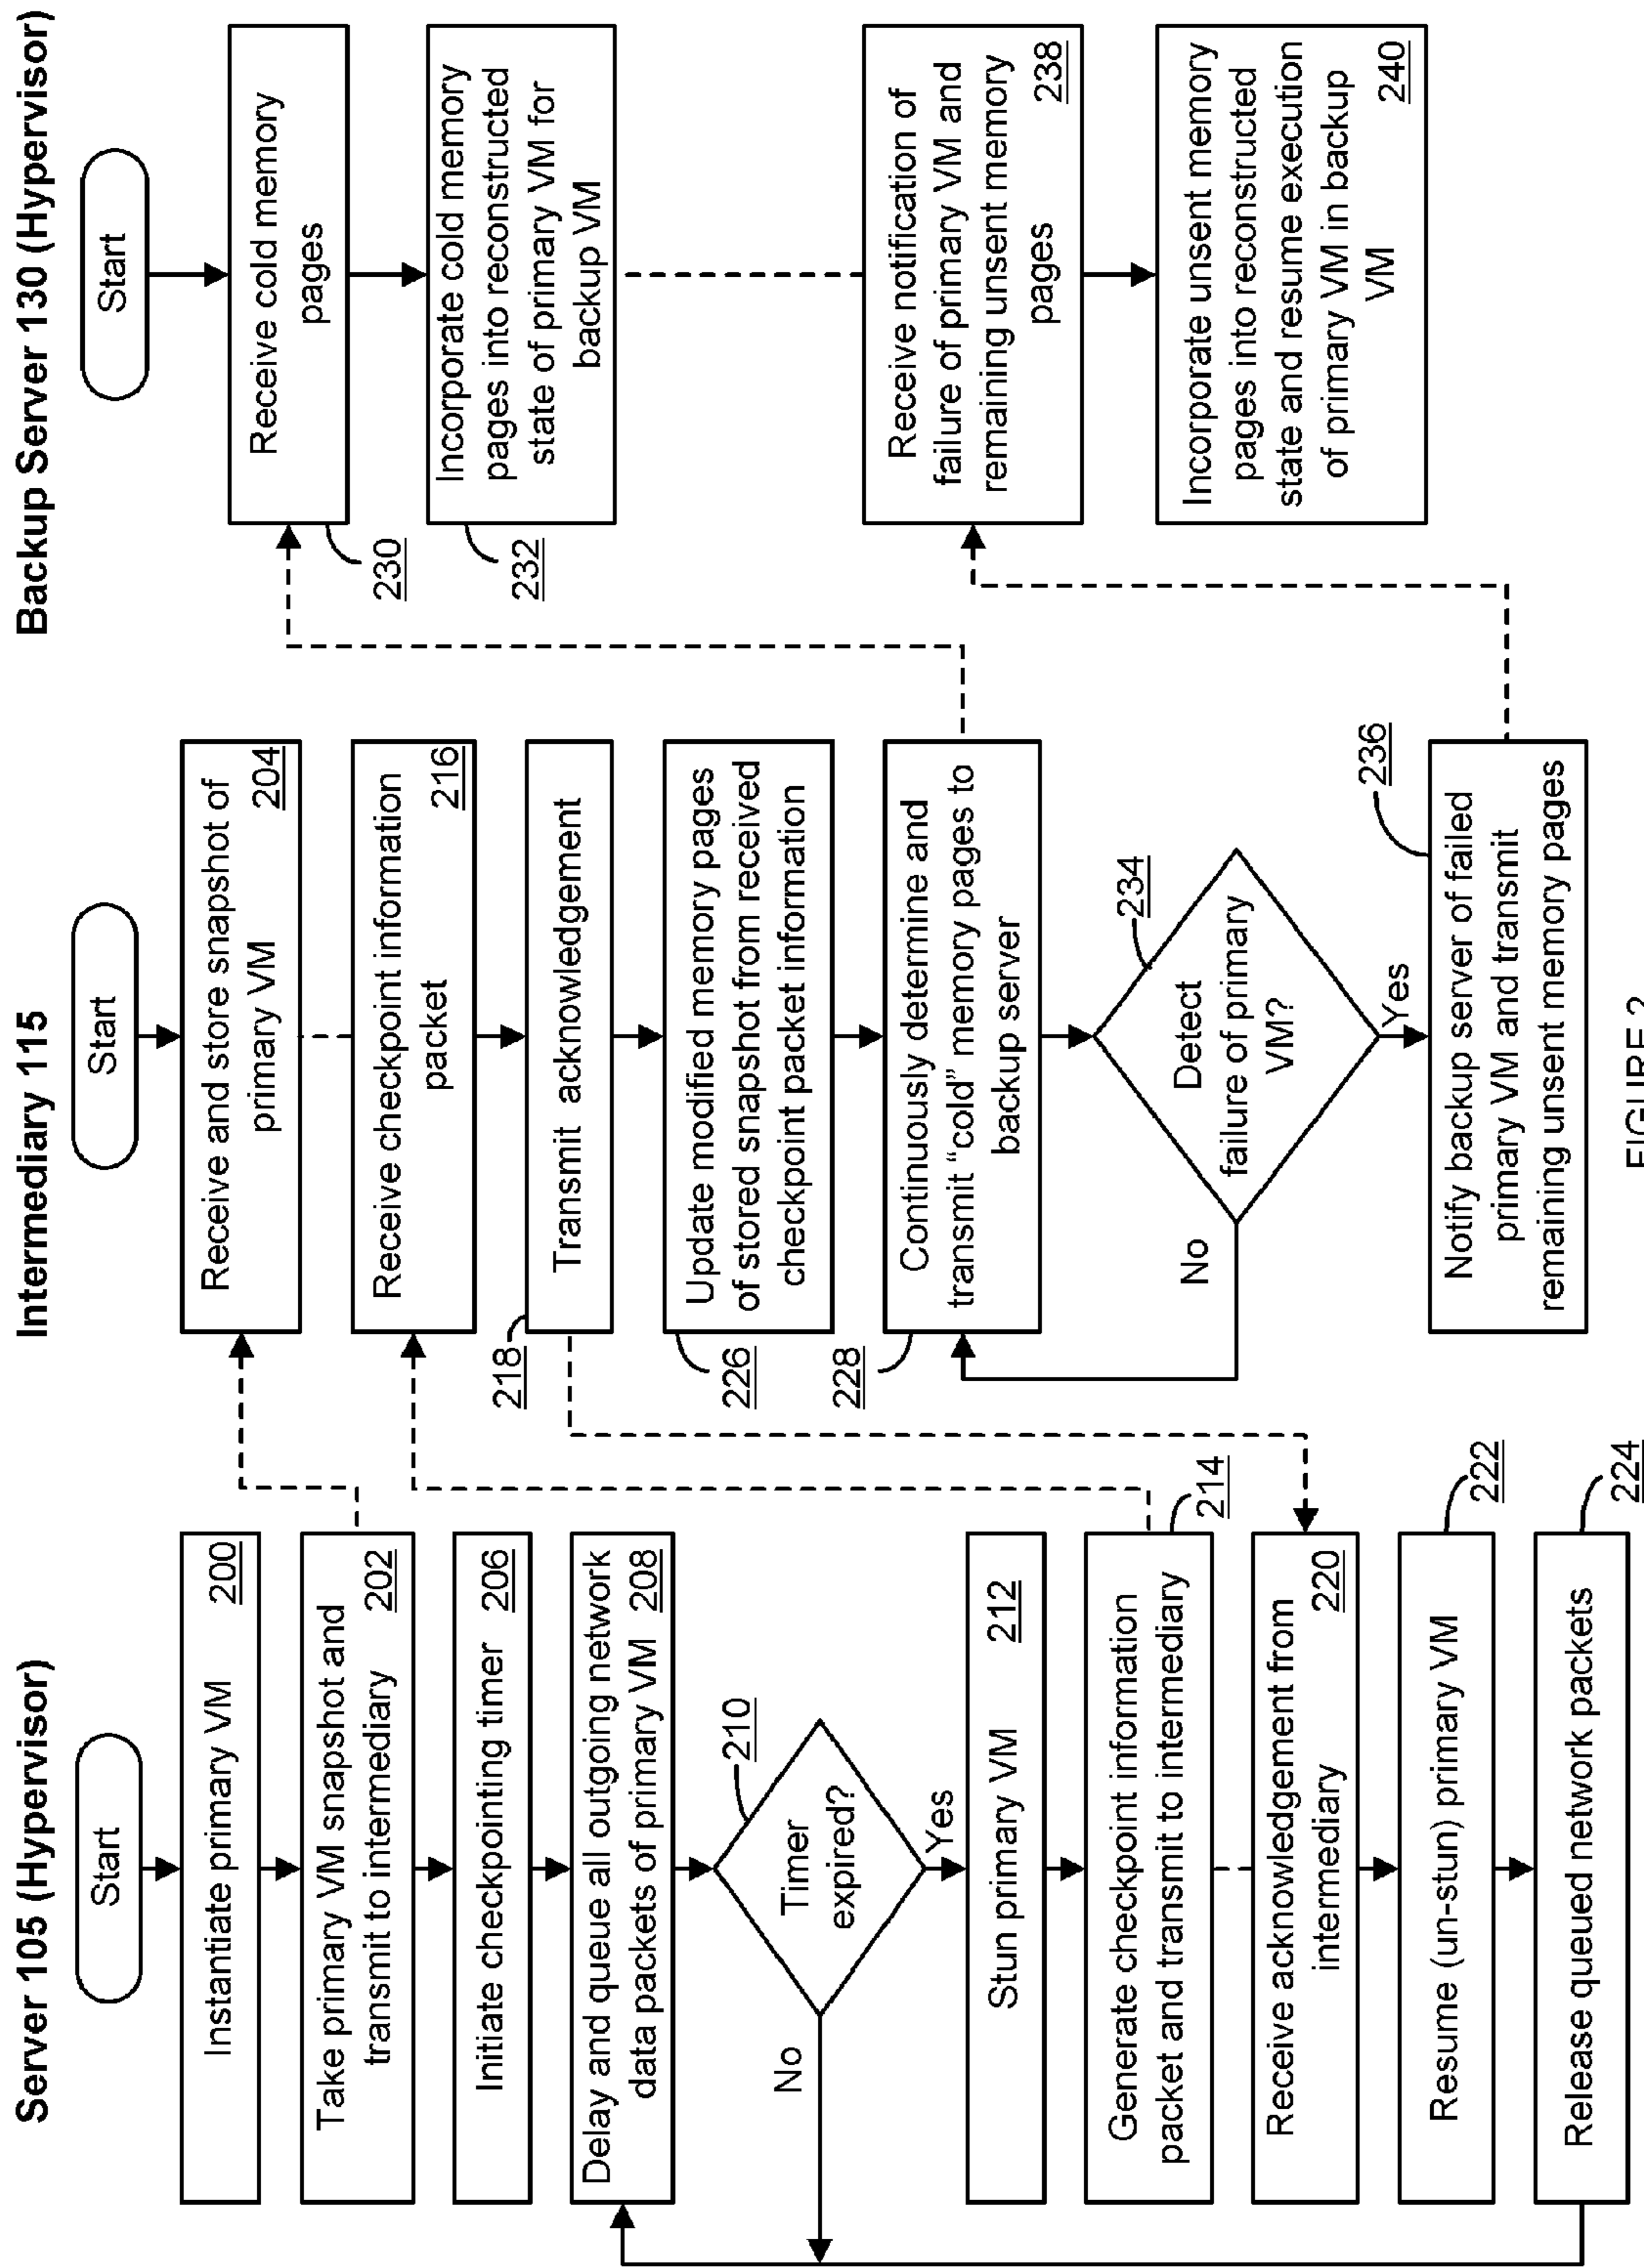 Server 105 (Hypervisor)
Start
Instantiate primary VM
200
Take primary VM snapshot and
transmit to intermediary
202
Initiate checkpointing timer
206
Delay and queue all outgoing network
data packets of primary VM
208
210
Timer
expired?
No
Yes
Stun primary VM
212
Generate checkpoint information
packet and transmit to intermediary
214
Receive acknowledgement from
intermediary
220
Resume (un-stun) primary VM
222
Release queued network packets
224
Intermediary 115
Start
Receive and store snapshot of
primary VM
204
Receive checkpoint information
packet
216
218
Transmit acknowledgement
Update modified memory pages
of stored snapshot from received
checkpoint packet information
226
Continuously determine and
transmit “cold” memory pages to
backup server
228
Detect
failure of primary
VM?
234
No
Yes
236
Notify backup server of failed
primary VM and transmit
remaining unsent memory pages
Backup Server 130 (Hypervisor)
Start
Receive cold memory
pages
230
Incorporate cold memory
pages into reconstructed
state of primary VM for
backup VM
232
Receive notification of
failure of primary VM and
remaining unsent memory
pages
238
Incorporate unsent memory
pages into reconstructed
state and resume execution
of primary VM in backup
VM
240
FIGURE 2